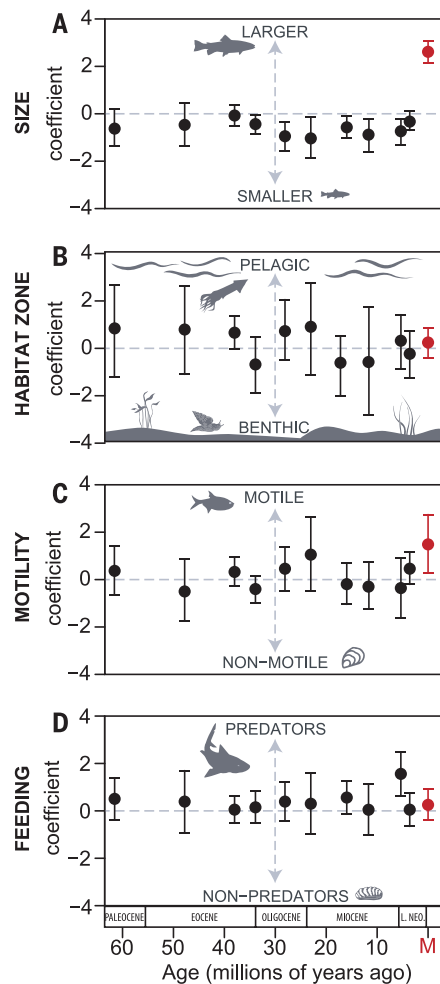 A
SIZE
coefficient
4
2
0
−2
−4
LARGER
SMALLER
B
HABITAT ZONE
coefficient
4
2
0
−2
−4
PELAGIC
BENTHIC
C
MOTILITY
coefficient
4
2
0
−2
−4
MOTILE
NON−MOTILE
D
FEEDING
coefficient
4
2
0
−2
−4
PREDATORS
NON−PREDATORS
PALEOCENE EOCENE OLIGOCENE MIOCENE L. NEO.
60 50 40 30 20 10 M
Age (millions of years ago)